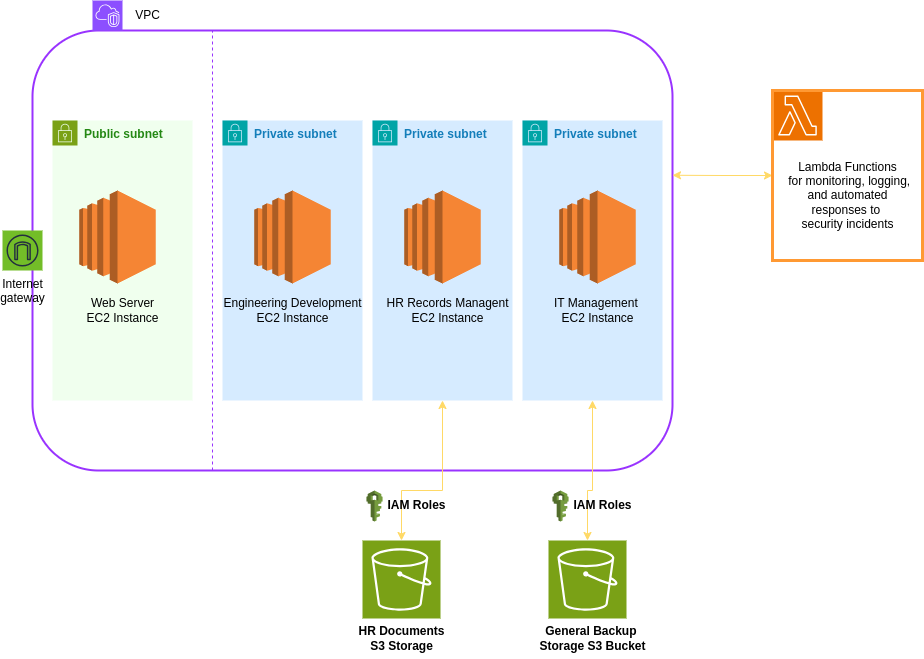 VPC
Public subnet
Private subnet
Private subnet
Private subnet
Lambda Functions
for monitoring, logging,
and automated
responses to
security incidents
Internet
gateway
Web Server
EC2 Instance
Engineering Development
EC2 Instance
HR Records Managent
EC2 Instance
IT Management
EC2 Instance
IAM Roles
IAM Roles
HR Documents
S3 Storage
General Backup
Storage S3 Bucket